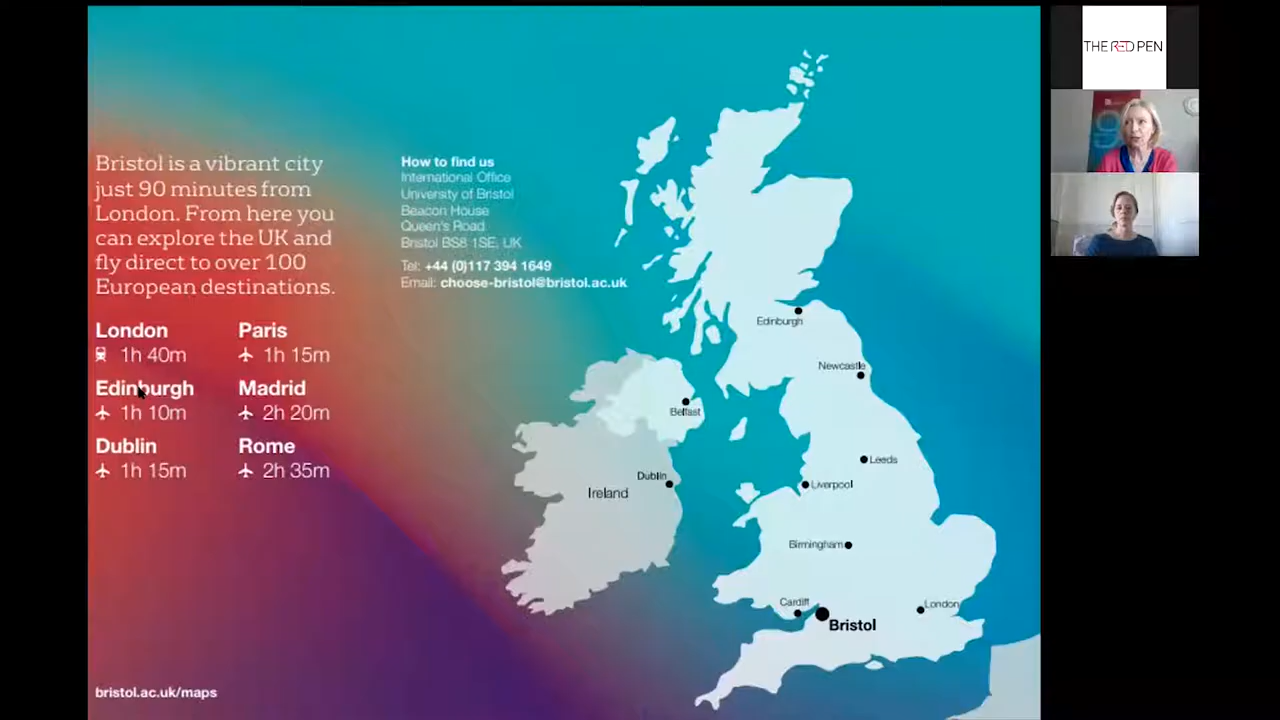 Bristol is a vibrant city
just 90 minutes from
London. From here you
can explore the UK and
fly direct to over 100
European destinations.
London
1h 40m
Edinburgh
1h 10m
Dublin
1h 15m
Paris
1h 15m
Madrid
2h 20m
Rome
2h 35m
bristol.ac.uk/maps
How to find us
International Office
University of Bristol
Beacon House
Queen's Road
Bristol BS8 1SE, UK
Tel: +44 (0)117 394 1649
Email: choose-bristol@bristol.ac.uk
Edinburgh
Newcastle
Belfast
Leeds
Dublin
Liverpool
Ireland
Birmingham
Cardiff
London
Bristol
THE RED PEN
9